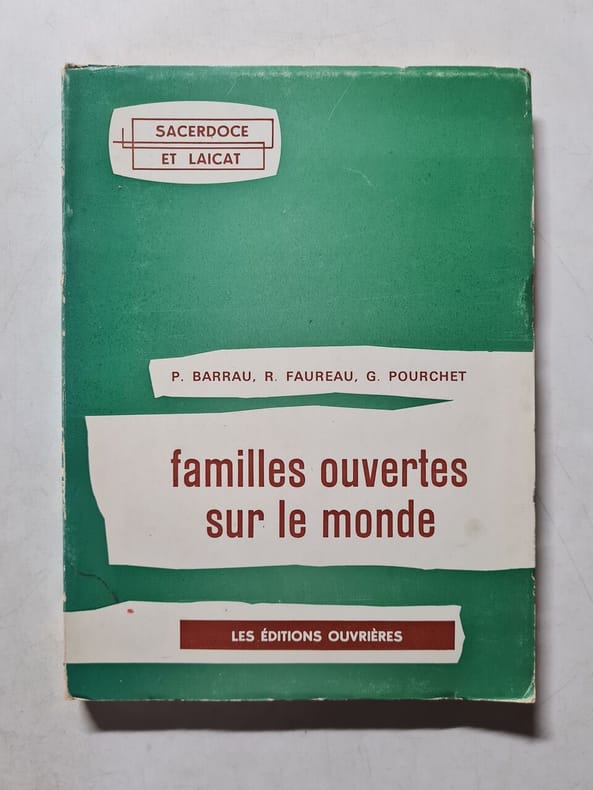 SACERDOCE
ET LAICAT
P. BARRAU, R. FAUREAU, G. POURCHET
familles ouvertes
sur le monde
LES ÉDITIONS OUVRIÈRES